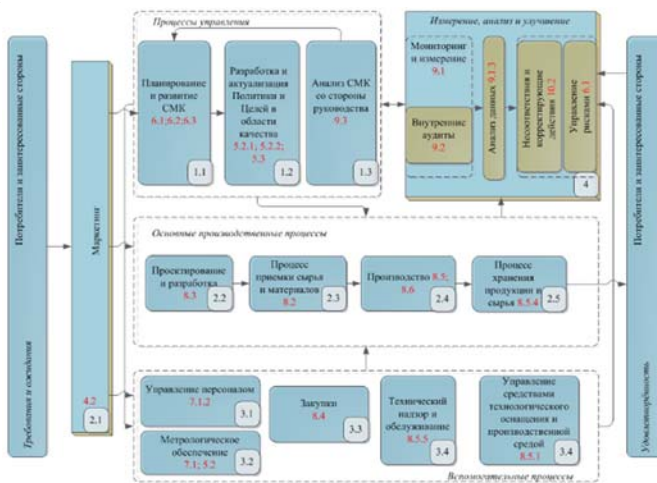 Потребители и заинтересованные стороны
Требования и ожидания
Маркетинг
4.2
2.1
Процессы управления
Планирование
и развитие
СМК
6.1;6.2;6.3
1.1
Разработка и
актуализация
Политики и
Целей в
области
качества
5.2.1; 5.2.2;
5.3
1.2
Анализ СМК
со стороны
руководства
9.3
1.3
Измерение, анализ и улучшение
Мониторинг
и измерение
9.1
Внутренние
аудиты
9.2
Анализ данных 9.1.3
Несоответствия и
корректирующие
действия 10.2
Управление
рисками 6.1
4
Основные производственные процессы
Проектирование
и разработка
8.3
2.2
Процесс
приемки сырья
и материалов
8.2
2.3
Производство 8.5;
8.6
2.4
Процесс
хранения
продукции и
сырья 8.5.4
2.5
Управление персоналом
7.1.2
3.1
Метрологическое
обеспечение
7.1; 5.2
3.2
Закупки
8.4
3.3
Технический
надзор и
обслуживание
8.5.5
3.4
Управление
средствами
технологического
оснащения и
производственной
средой
8.5.1
3.4
Вспомогательные процессы
Потребители и заинтересованные стороны
Удовлетворённость